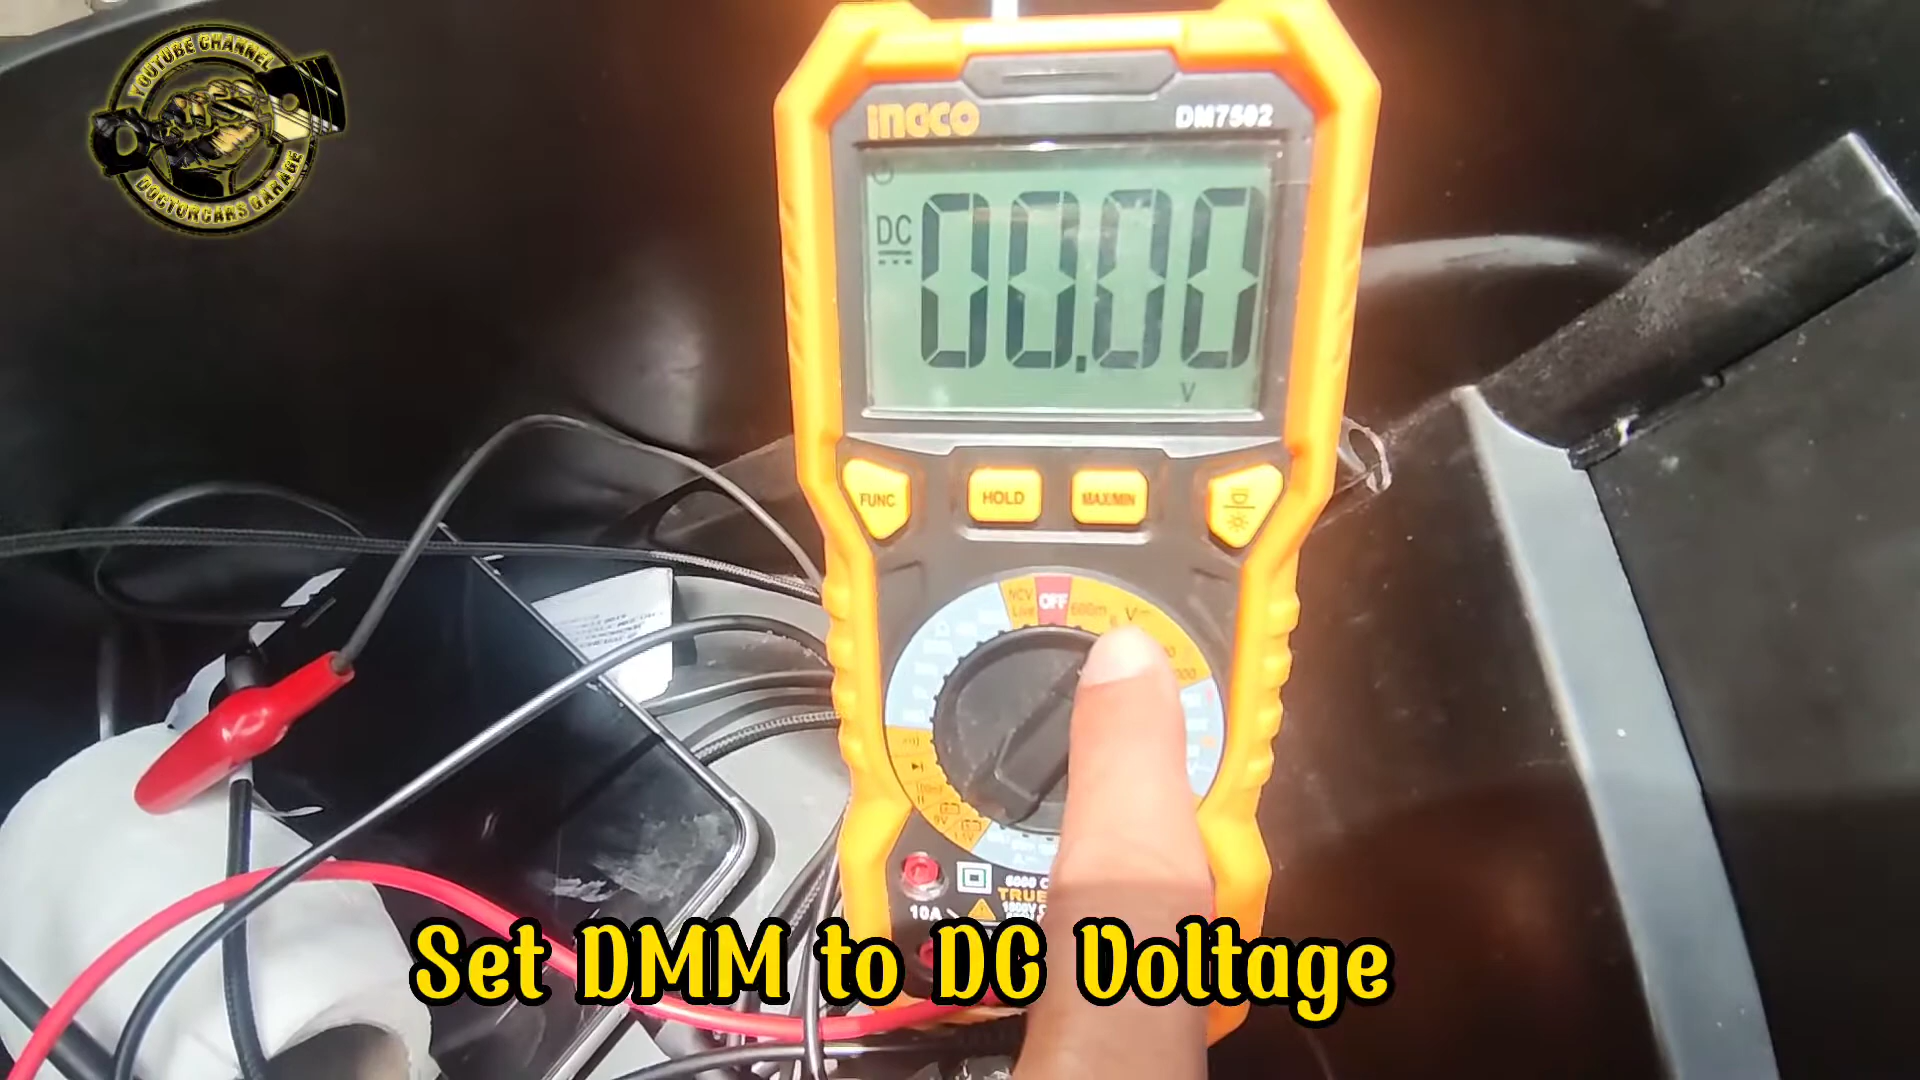 YOUTUBE CHANNEL
DOCTORCARS GARAGE
INGCO
DM7502
DC
00.00
V
FUNC
HOLD
MAX/MIN
NCV
Live
OFF
600m
V
10A
TRUE
Set DMM to DC Voltage